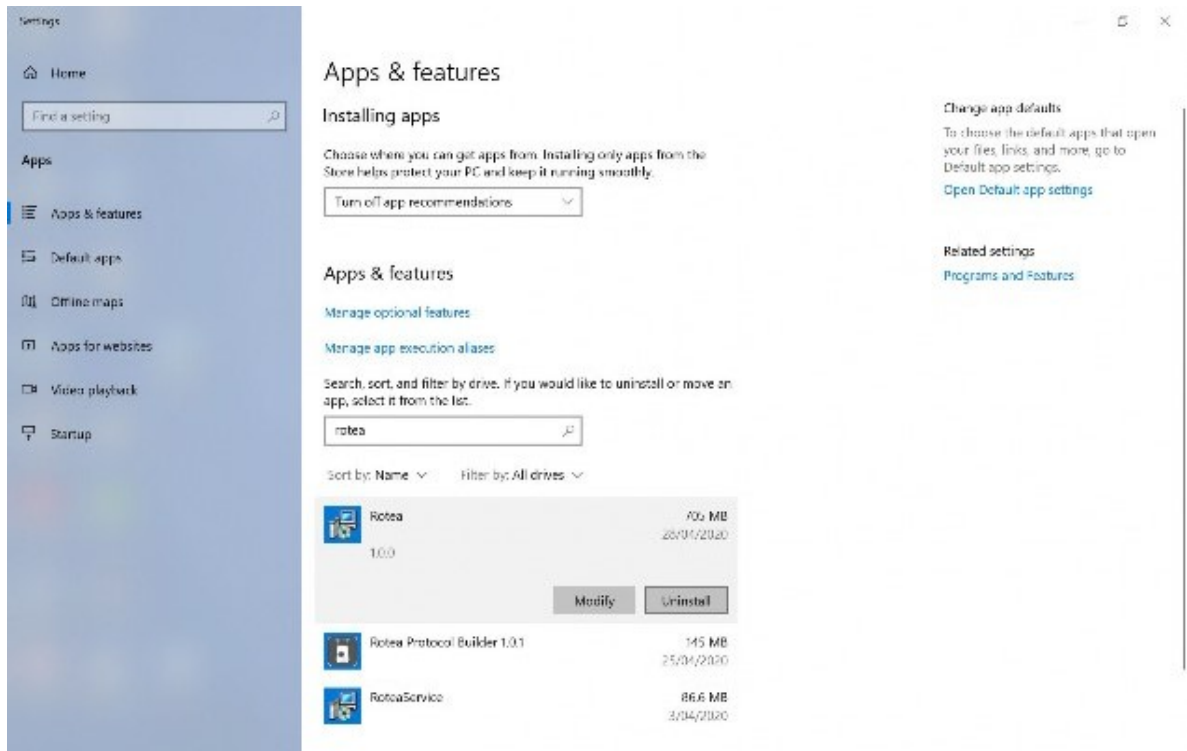 Settings
Home
Find a setting
Apps
Apps & features
Default apps
Offline maps
Apps for websites
Video playback
Startup
Apps & features
Installing apps
Choose where you can get apps from. Installing only apps from the
Store helps protect your PC and keep it running smoothly.
Turn off app recommendations
Apps & features
Manage optional features
Manage app execution aliases
Search, sort, and filter by drive. If you would like to uninstall or move an
app, select it from the list.
rotea
Sort by: Name
Filter by: All drives
Rotea
705 MB
28/04/2020
1.0.0
Modify
Uninstall
Rotea Protocol Builder 1.0.1
145 MB
25/04/2020
RoteaService
86.6 MB
3/04/2020
Change app defaults
To choose the default apps that open
your files, links, and more, go to
Default app settings.
Open Default app settings
Related settings
Programs and Features